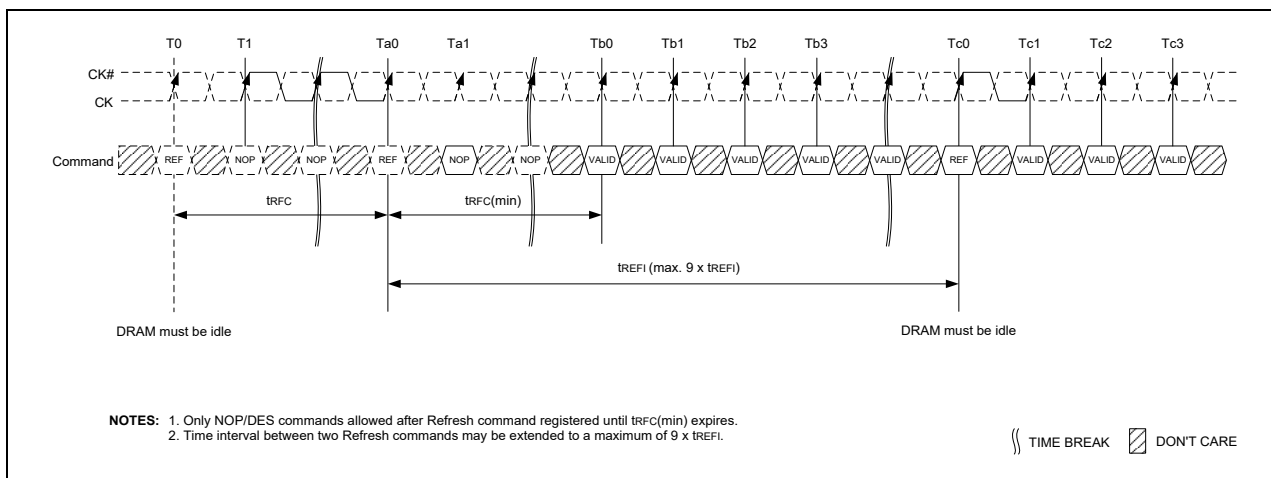 T0 T1 Ta0 Ta1 Tb0 Tb1 Tb2 Tb3 Tc0 Tc1 Tc2 Tc3
CK#
CK
Command REF NOP NOP REF NOP NOP VALID VALID VALID VALID VALID REF VALID VALID VALID
tRFC tRFC(min)
tREFI (max. 9 x tREFI)
DRAM must be idle DRAM must be idle
NOTES: 1. Only NOP/DES commands allowed after Refresh command registered until tRFC(min) expires.
2. Time interval between two Refresh commands may be extended to a maximum of 9 x tREFI.
TIME BREAK DON'T CARE